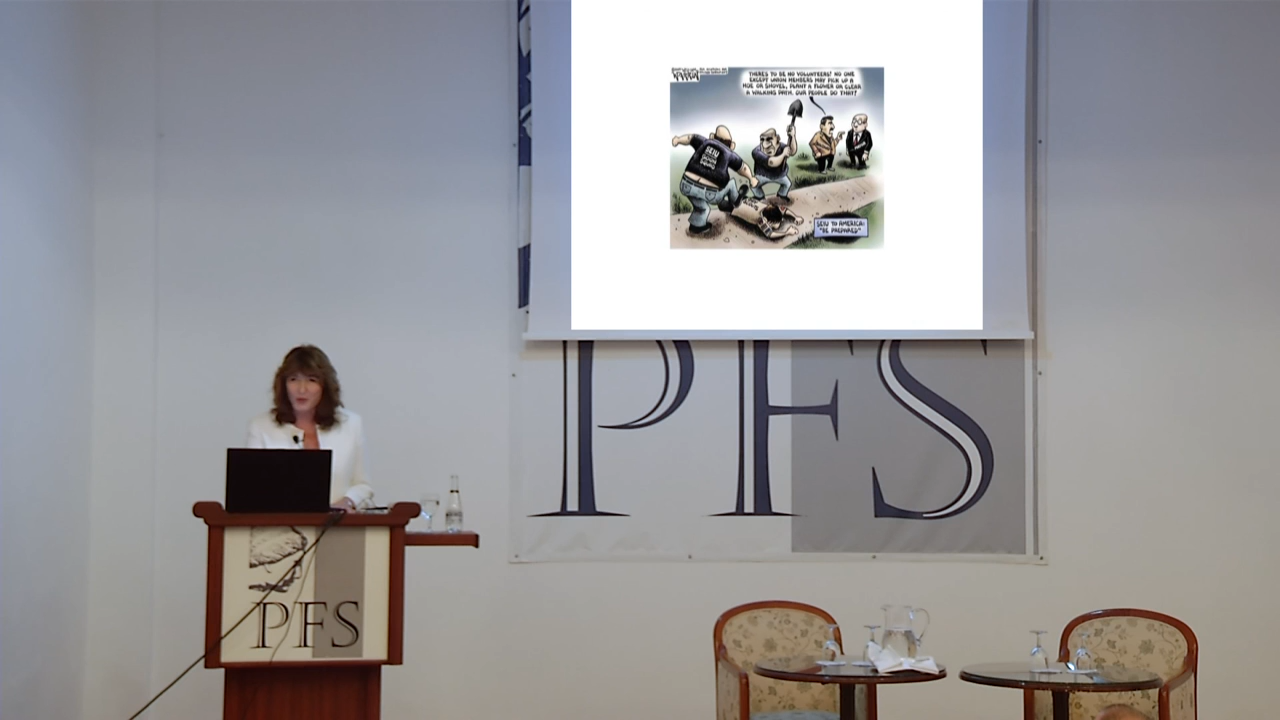 THERE'S TO BE NO VOLUNTEERS! NO ONE
EXCEPT UNION MEMBERS MAY PICK UP A
HOE OR SHOVEL, PLANT A FLOWER OR CLEAR
A WALKING PATH. OUR PEOPLE DO THAT!
SEIU
SEIU TO AMERICA:
"BE PREPARED"
PFS
PFS